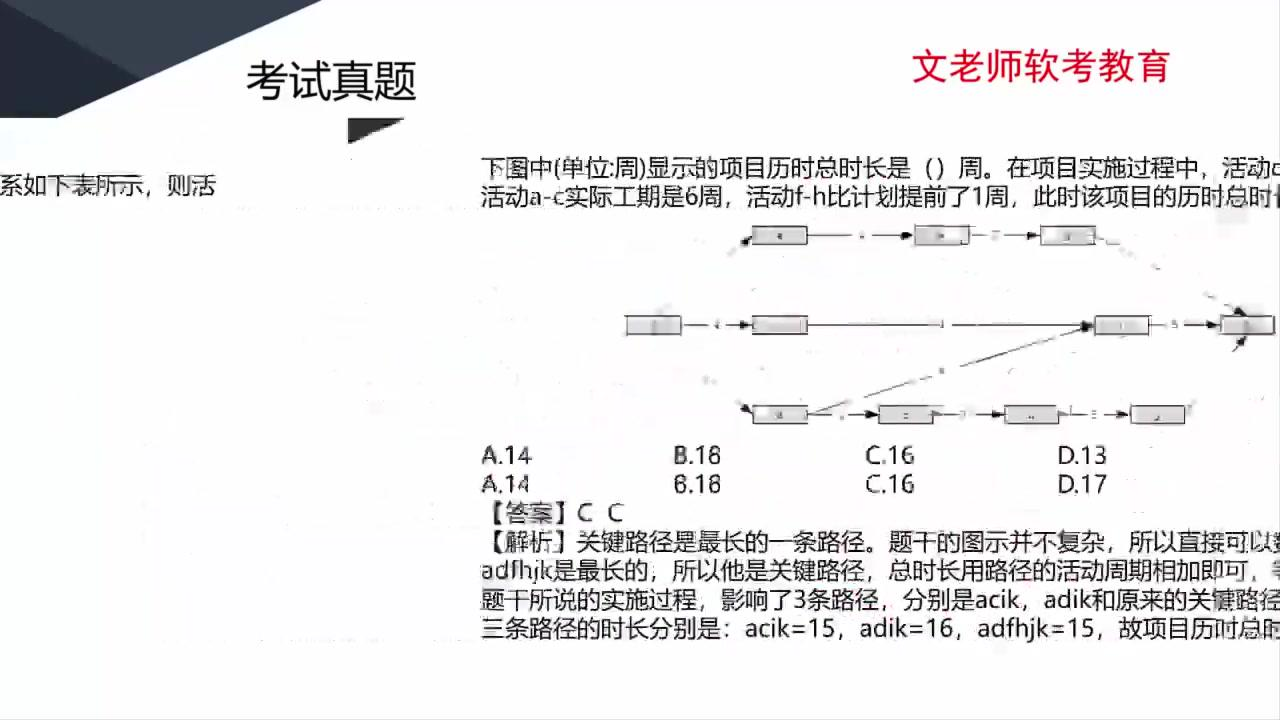 考试真题
文老师软考教育
系如下表所示，则活
下图中(单位:周)显示的项目历时总时长是（）周。在项目实施过程中，活动d
活动a-c实际工期是6周，活动f-h比计划提前了1周，此时该项目的历时总时长
A.14 B.18 C.16 D.13
A.14 B.18 C.16 D.17
【答案】C C
【解析】关键路径是最长的一条路径。题干的图示并不复杂，所以直接可以
adfhjk是最长的，所以他是关键路径，总时长用路径的活动周期相加即可，
题干所说的实施过程，影响了3条路径，分别是acik，adik和原来的关键路径
三条路径的时长分别是：acik=15，adik=16，adfhjk=15，故项目历时总时